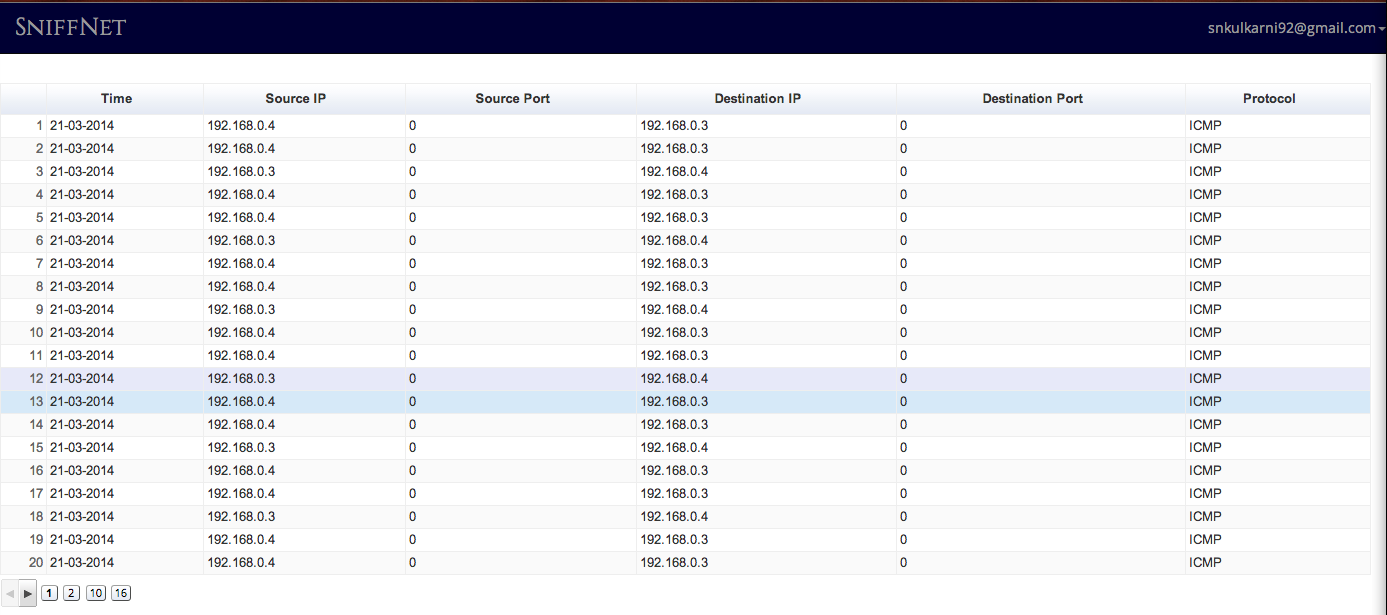 SNIFFNET snkulkarni92@gmail.com
Time Source IP Source Port Destination IP Destination Port Protocol
1 21-03-2014 192.168.0.4 0 192.168.0.3 0 ICMP
2 21-03-2014 192.168.0.4 0 192.168.0.3 0 ICMP
3 21-03-2014 192.168.0.3 0 192.168.0.4 0 ICMP
4 21-03-2014 192.168.0.4 0 192.168.0.3 0 ICMP
5 21-03-2014 192.168.0.4 0 192.168.0.3 0 ICMP
6 21-03-2014 192.168.0.3 0 192.168.0.4 0 ICMP
7 21-03-2014 192.168.0.4 0 192.168.0.3 0 ICMP
8 21-03-2014 192.168.0.4 0 192.168.0.3 0 ICMP
9 21-03-2014 192.168.0.3 0 192.168.0.4 0 ICMP
10 21-03-2014 192.168.0.4 0 192.168.0.3 0 ICMP
11 21-03-2014 192.168.0.4 0 192.168.0.3 0 ICMP
12 21-03-2014 192.168.0.3 0 192.168.0.4 0 ICMP
13 21-03-2014 192.168.0.4 0 192.168.0.3 0 ICMP
14 21-03-2014 192.168.0.4 0 192.168.0.3 0 ICMP
15 21-03-2014 192.168.0.3 0 192.168.0.4 0 ICMP
16 21-03-2014 192.168.0.4 0 192.168.0.3 0 ICMP
17 21-03-2014 192.168.0.4 0 192.168.0.3 0 ICMP
18 21-03-2014 192.168.0.3 0 192.168.0.4 0 ICMP
19 21-03-2014 192.168.0.4 0 192.168.0.3 0 ICMP
20 21-03-2014 192.168.0.4 0 192.168.0.3 0 ICMP
1 2 10 16